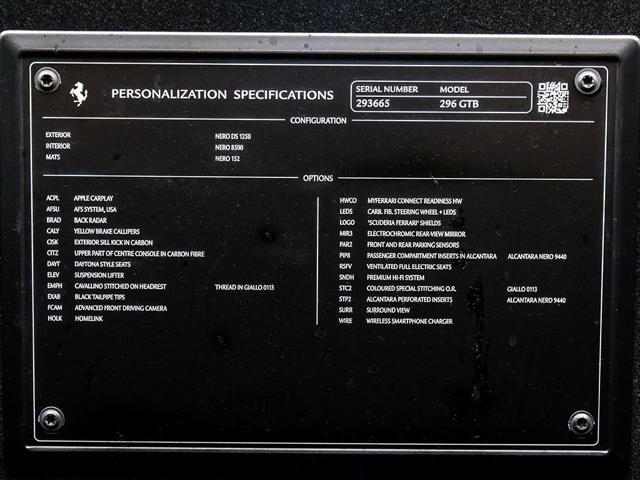 PERSONALIZATION SPECIFICATIONS
SERIAL NUMBER MODEL
293665 296 GTB
CONFIGURATION
EXTERIOR NERO DS 1250
INTERIOR NERO 8500
MATS NERO 152
OPTIONS
ACPL APPLE CARPLAY
AFSU AFS SYSTEM, USA
BRAD BACK RADAR
CALY YELLOW BRAKE CALLIPERS
CISK EXTERIOR SILL KICK IN CARBON
CITZ UPPER PART OF CENTRE CONSOLE IN CARBON FIBRE
DAYT DAYTONA STYLE SEATS
ELEV SUSPENSION LIFTER
EMPH CAVALLINO STITCHED ON HEADREST THREAD IN GIALLO 0113
EXAB BLACK TAILPIPE TIPS
FCAM ADVANCED FRONT DRIVING CAMERA
HOLK HOMELINK
HWCO MYFERRARI CONNECT READINESS HW
LEDS CARB. FIB. STEERING WHEEL + LEDS
LOGO 'SCUDERIA FERRARI' SHIELDS
MIR3 ELECTROCHROMIC REAR-VIEW MIRROR
PAR2 FRONT AND REAR PARKING SENSORS
PIP8 PASSENGER COMPARTMENT INSERTS IN ALCANTARA ALCANTARA NERO 9440
RSFV VENTILATED FULL ELECTRIC SEATS
SNDH PREMIUM HI-FI SYSTEM
STC2 COLOURED SPECIAL STITCHING O.R. GIALLO 0113
STP2 ALCANTARA PERFORATED INSERTS ALCANTARA NERO 9440
SURR SURROUND VIEW
WIRE WIRELESS SMARTPHONE CHARGER